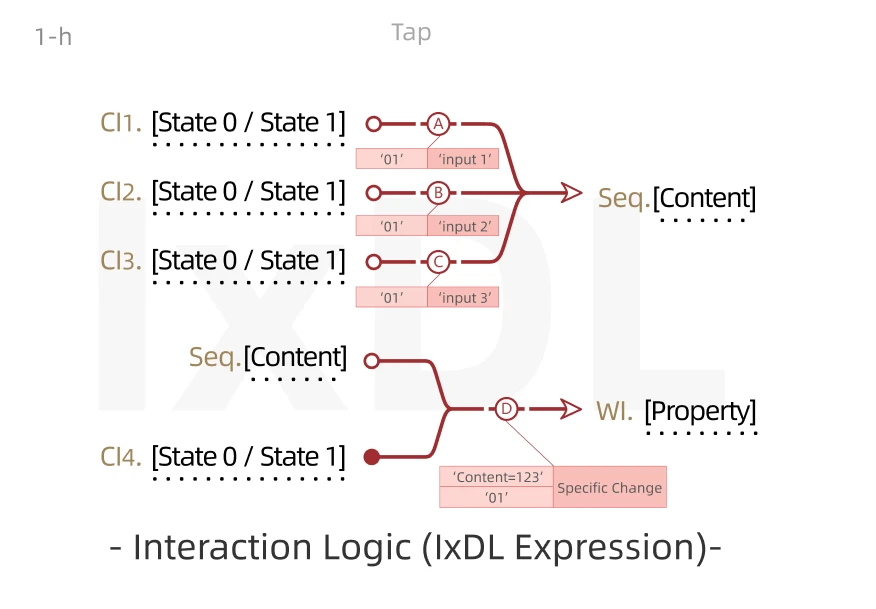 1-h
Tap
CI1. [State 0 / State 1]
A
'01' 'input 1'
CI2. [State 0 / State 1]
B
Seq.[Content]
'01' 'input 2'
CI3. [State 0 / State 1]
C
'01' 'input 3'
IxDL
Seq.[Content]
D
WI. [Property]
CI4. [State 0 / State 1]
'Content=123'
'01'
Specific Change
- Interaction Logic (IxDL Expression)-